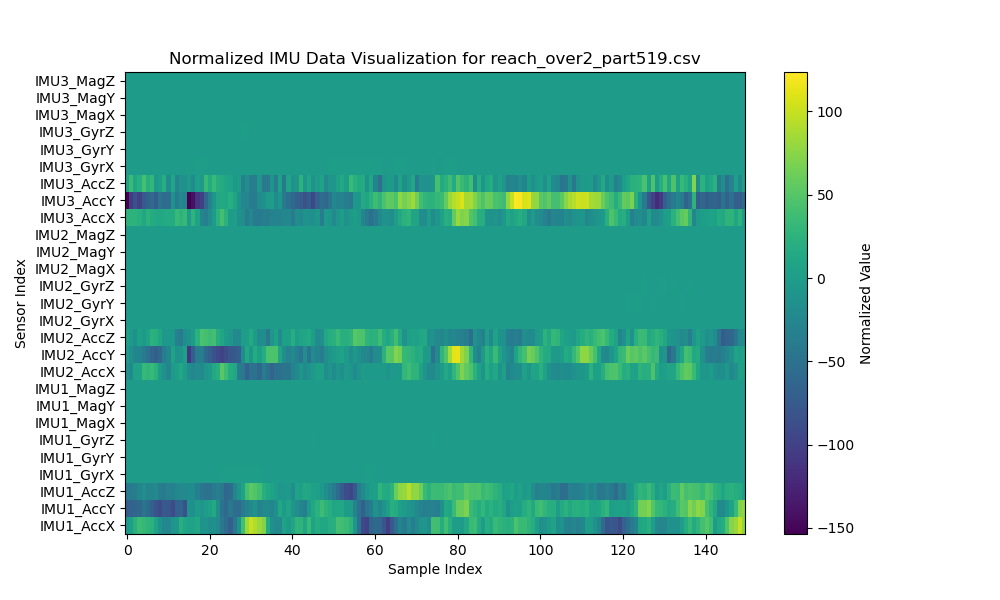 Normalized IMU Data Visualization for reach_over2_part519.csv
IMU3_MagZ
IMU3_MagY
IMU3_MagX
IMU3_GyrZ
IMU3_GyrY
IMU3_GyrX
IMU3_AccZ
IMU3_AccY
IMU3_AccX
IMU2_MagZ
IMU2_MagY
IMU2_MagX
IMU2_GyrZ
IMU2_GyrY
IMU2_GyrX
IMU2_AccZ
IMU2_AccY
IMU2_AccX
IMU1_MagZ
IMU1_MagY
IMU1_MagX
IMU1_GyrZ
IMU1_GyrY
IMU1_GyrX
IMU1_AccZ
IMU1_AccY
IMU1_AccX
Sensor Index
0 20 40 60 80 100 120 140
Sample Index
100
50
0
−50
−100
−150
Normalized Value